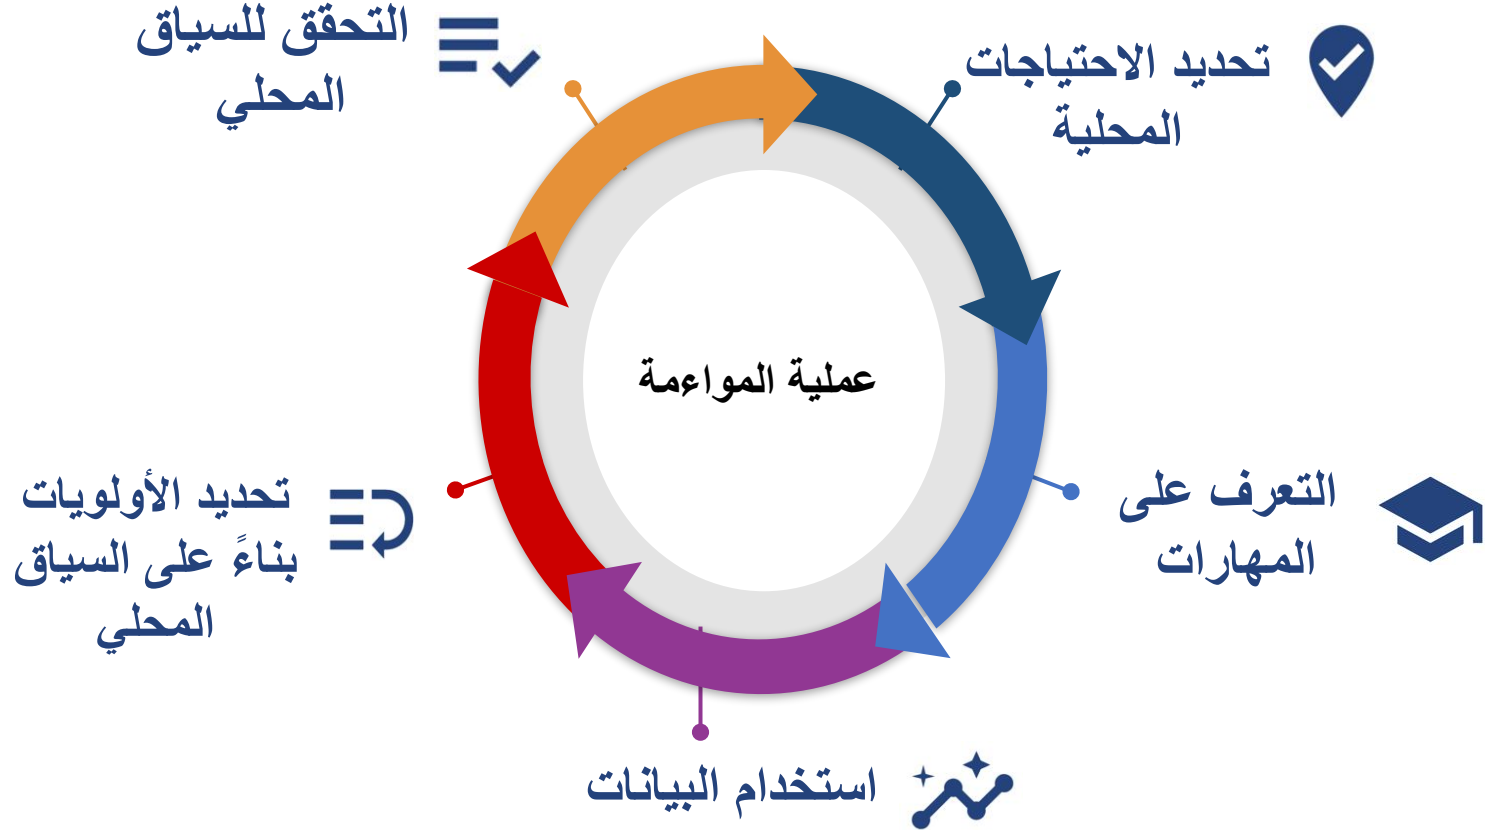 تحديد الاحتياجات
المحلية
التعرف على
المهارات
استخدام البيانات
تحديد الأولويات
بناءً على السياق
المحلي
التحقق للسياق
المحلي
عملية المواءمة